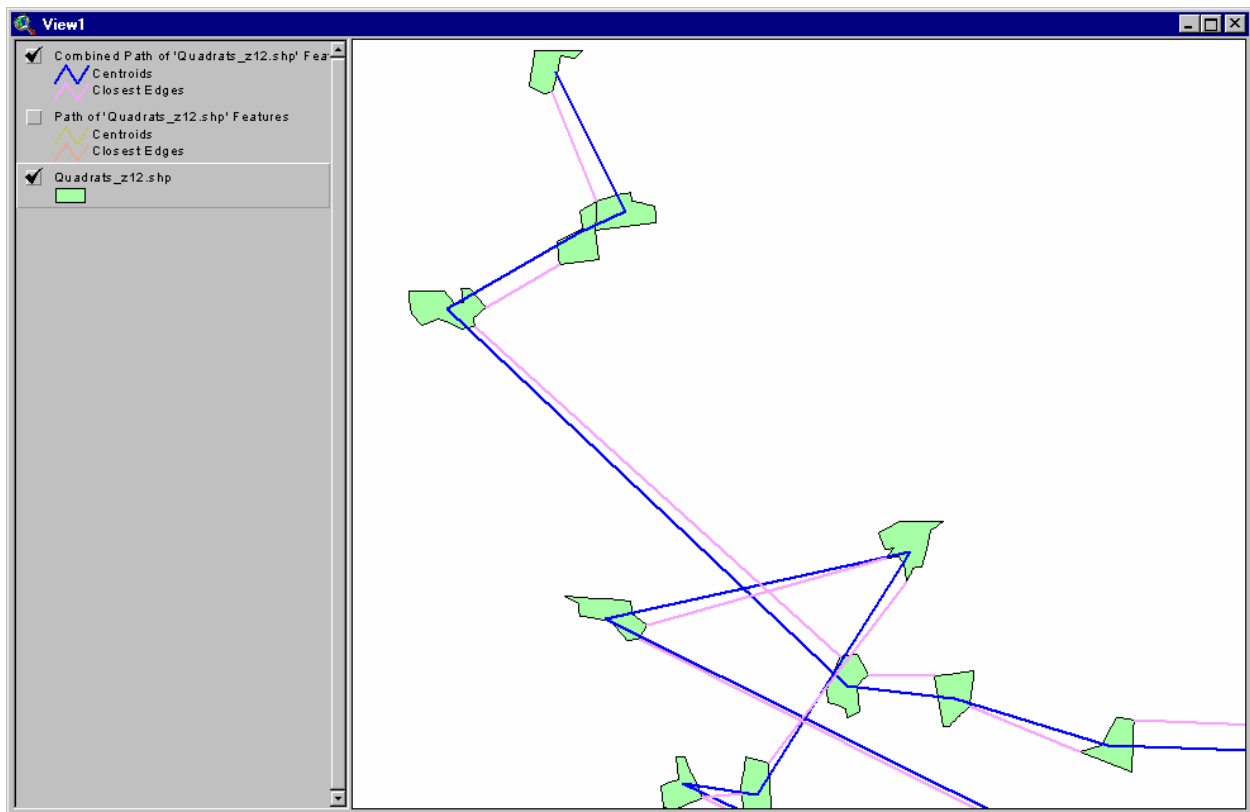 View1
Combined Path of 'Quadrats_z12.shp' Fea
Centroids
Closest Edges
Path of 'Quadrats_z12.shp' Features
Centroids
Closest Edges
Quadrats_z12.shp